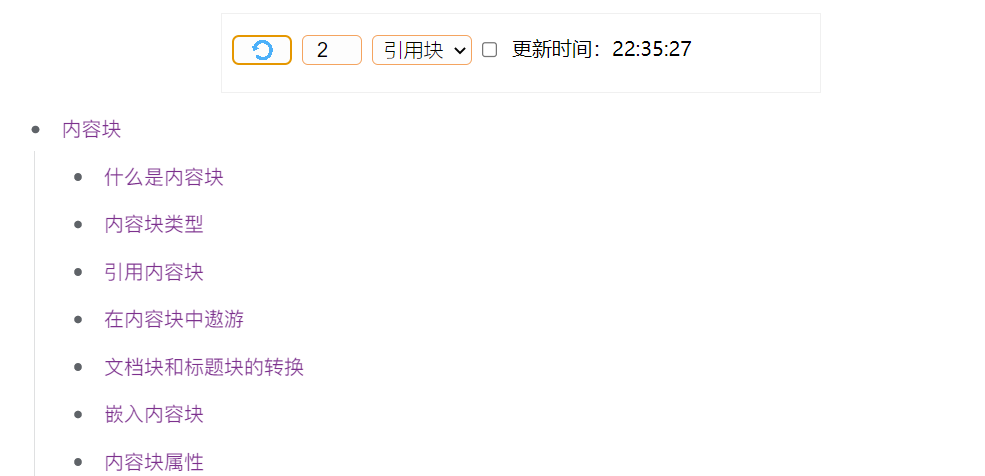 2 引用块 更新时间：22:35:27
内容块
什么是内容块
内容块类型
引用内容块
在内容块中遨游
文档块和标题块的转换
嵌入内容块
内容块属性